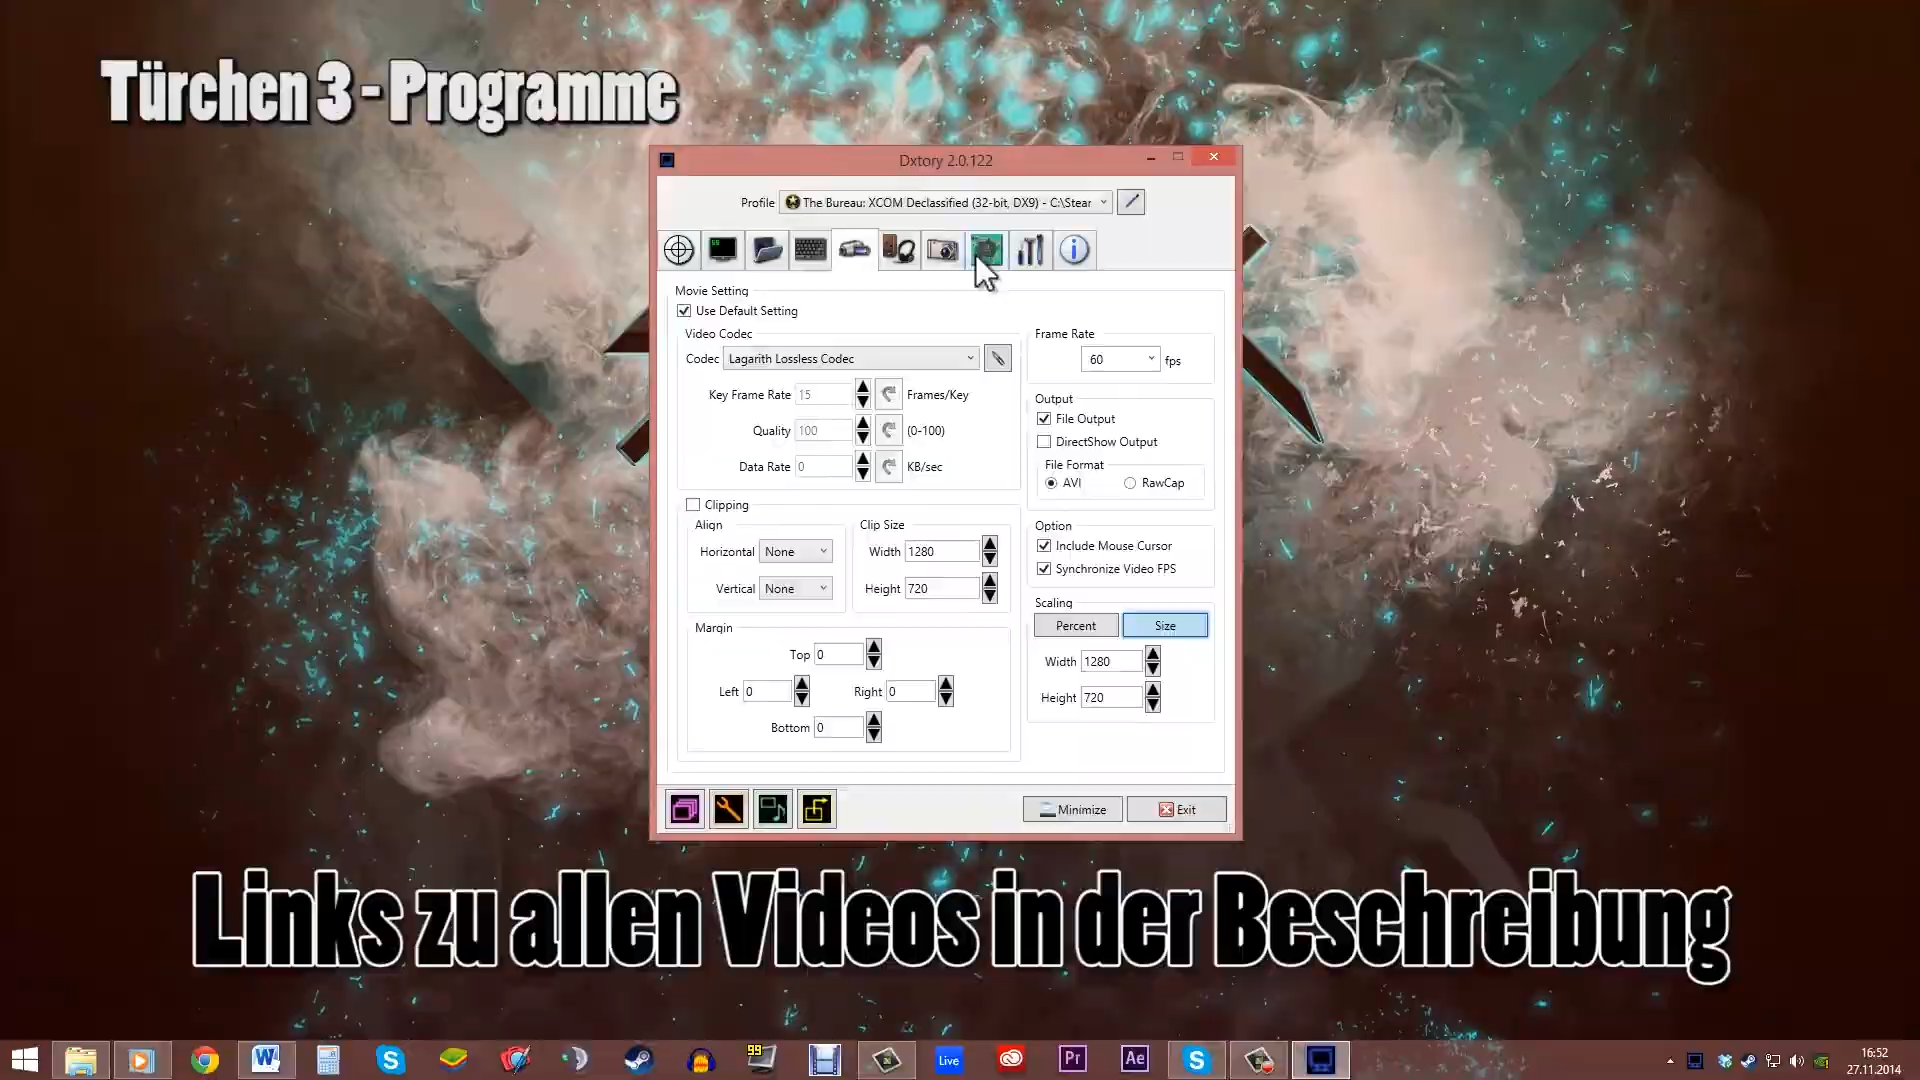 Türchen 3 - Programme
Dxtory 2.0.122
Profile The Bureau: XCOM Declassified (32-bit, DX9) - C:\Stear
Movie Setting
Use Default Setting
Video Codec
Codec Lagarith Lossless Codec
Key Frame Rate 15 Frames/Key
Quality 100 (0-100)
Data Rate 0 KB/sec
Frame Rate
60 fps
Output
File Output
DirectShow Output
File Format
AVI RawCap
Clipping
Align
Horizontal None
Vertical None
Clip Size
Width 1280
Height 720
Option
Include Mouse Cursor
Synchronize Video FPS
Margin
Top 0
Left 0 Right 0
Bottom 0
Scaling
Percent Size
Width 1280
Height 720
Minimize Exit
Links zu allen Videos in der Beschreibung
99 Live Pr Ae
16:52
27.11.2014